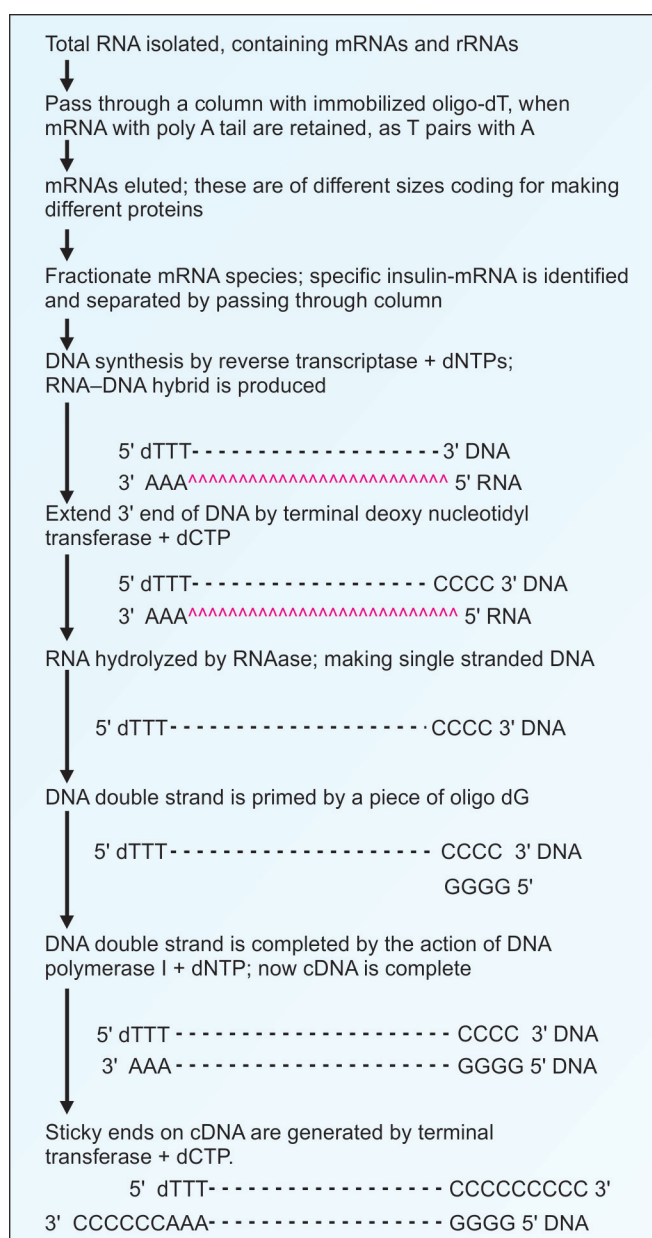 Total RNA isolated, containing mRNAs and rRNAs
Pass through a column with immobilized oligo-dT, when
mRNA with poly A tail are retained, as T pairs with A
mRNAs eluted; these are of different sizes coding for making
different proteins
Fractionate mRNA species; specific insulin-mRNA is identified
and separated by passing through column
DNA synthesis by reverse transcriptase + dNTPs;
RNA–DNA hybrid is produced
5' dTTT- - - - - - - - - - - - - - - - - - - -3' DNA
3' AAA^^^^^^^^^^^^^^^^^^^^^^^^^^ 5' RNA
Extend 3' end of DNA by terminal deoxy nucleotidyl
transferase + dCTP
5' dTTT- - - - - - - - - - - - - - - - - - - CCCC 3' DNA
3' AAA^^^^^^^^^^^^^^^^^^^^^^^^^^^ 5' RNA
RNA hydrolyzed by RNAase; making single stranded DNA
5' dTTT- - - - - - - - - - - - - - - - - - - - ·CCCC 3' DNA
DNA double strand is primed by a piece of oligo dG
5' dTTT- - - - - - - - - - - - - - - - - - - - - CCCC 3' DNA
GGGG 5'
DNA double strand is completed by the action of DNA
polymerase I + dNTP; now cDNA is complete
5' dTTT - - - - - - - - - - - - - - - - - - - - - - CCCC 3' DNA
3' AAA- - - - - - - - - - - - - - - - - - - - - - - GGGG 5' DNA
Sticky ends on cDNA are generated by terminal
transferase + dCTP.
5' dTTT- - - - - - - - - - - - - - - - - - - - CCCCCCCCC 3'
3' CCCCCCAAA- - - - - - - - - - - - - - - - - - - - GGGG 5' DNA